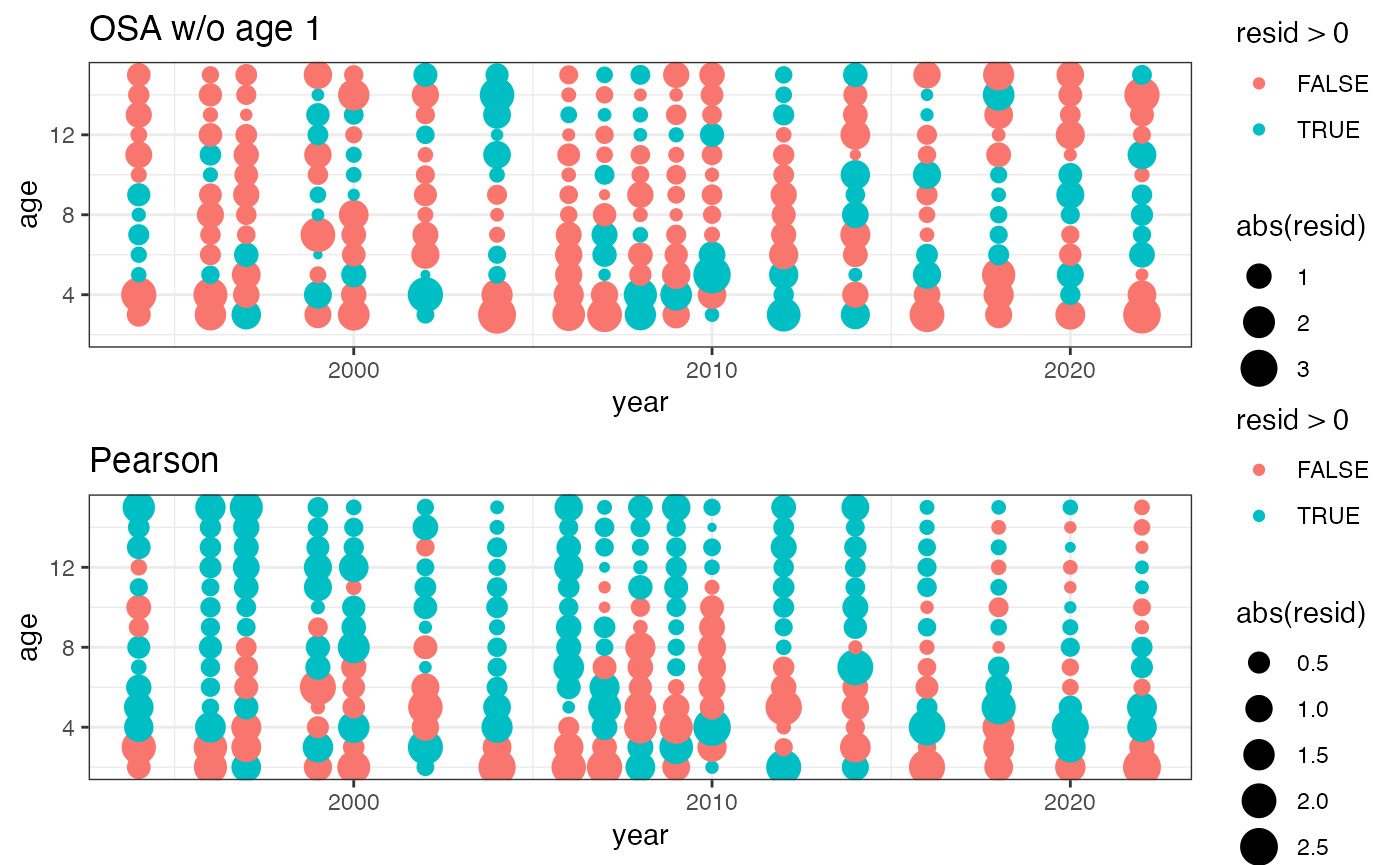 OSA w/o age 1
12
8
4
age
2000 2010 2020
year
resid > 0
FALSE
TRUE
abs(resid)
1
2
3
Pearson
12
8
4
age
2000 2010 2020
year
resid > 0
FALSE
TRUE
abs(resid)
0.5
1.0
1.5
2.0
2.5